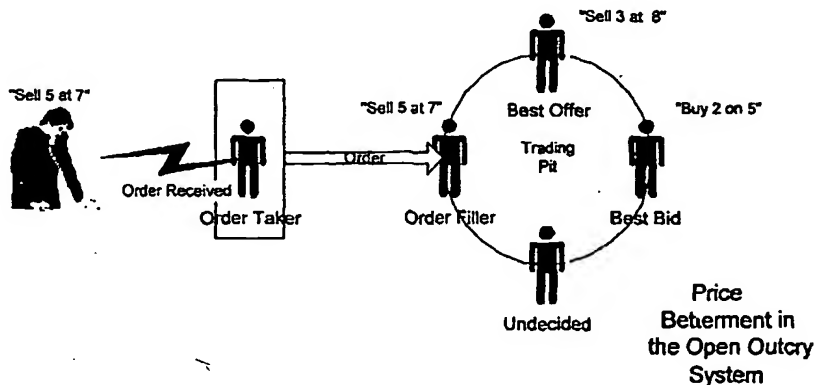 "Sell 3 at 8"
"Sell 5 at 7"
"Sell 5 at 7"
Best Offer
"Buy 2 on 5"
Trading
Pit
Order
Order Received
Order Taker
Order Filler
Best Bid
Undecided
Price
Betterment in
the Open Outcry
System